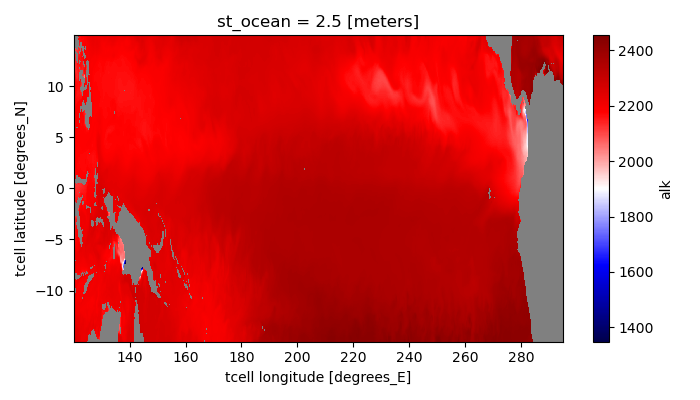 st_ocean = 2.5 [meters]
tcell latitude [degrees_N]
10
5
0
−5
−10
140 160 180 200 220 240 260 280
tcell longitude [degrees_E]
2400
2200
2000
1800
1600
1400
alk